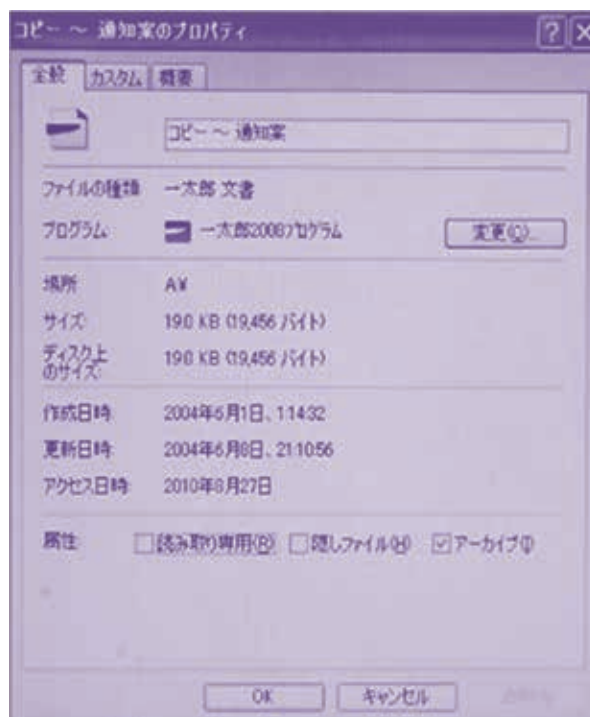 コピー ～ 通知案のプロパティ
全般 カスタム 概要
コピー ～ 通知案
ファイルの種類 一太郎 文書
プログラム 一太郎2008プログラム 変更(C)...
場所 A:¥
サイズ: 19.0 KB (19,456 バイト)
ディスク上
のサイズ: 19.0 KB (19,456 バイト)
作成日時: 2004年6月1日、1:14:32
更新日時: 2004年6月8日、21:10:56
アクセス日時: 2010年8月27日
属性: 読み取り専用(R) 隠しファイル(H) アーカイブ(I)
OK キャンセル